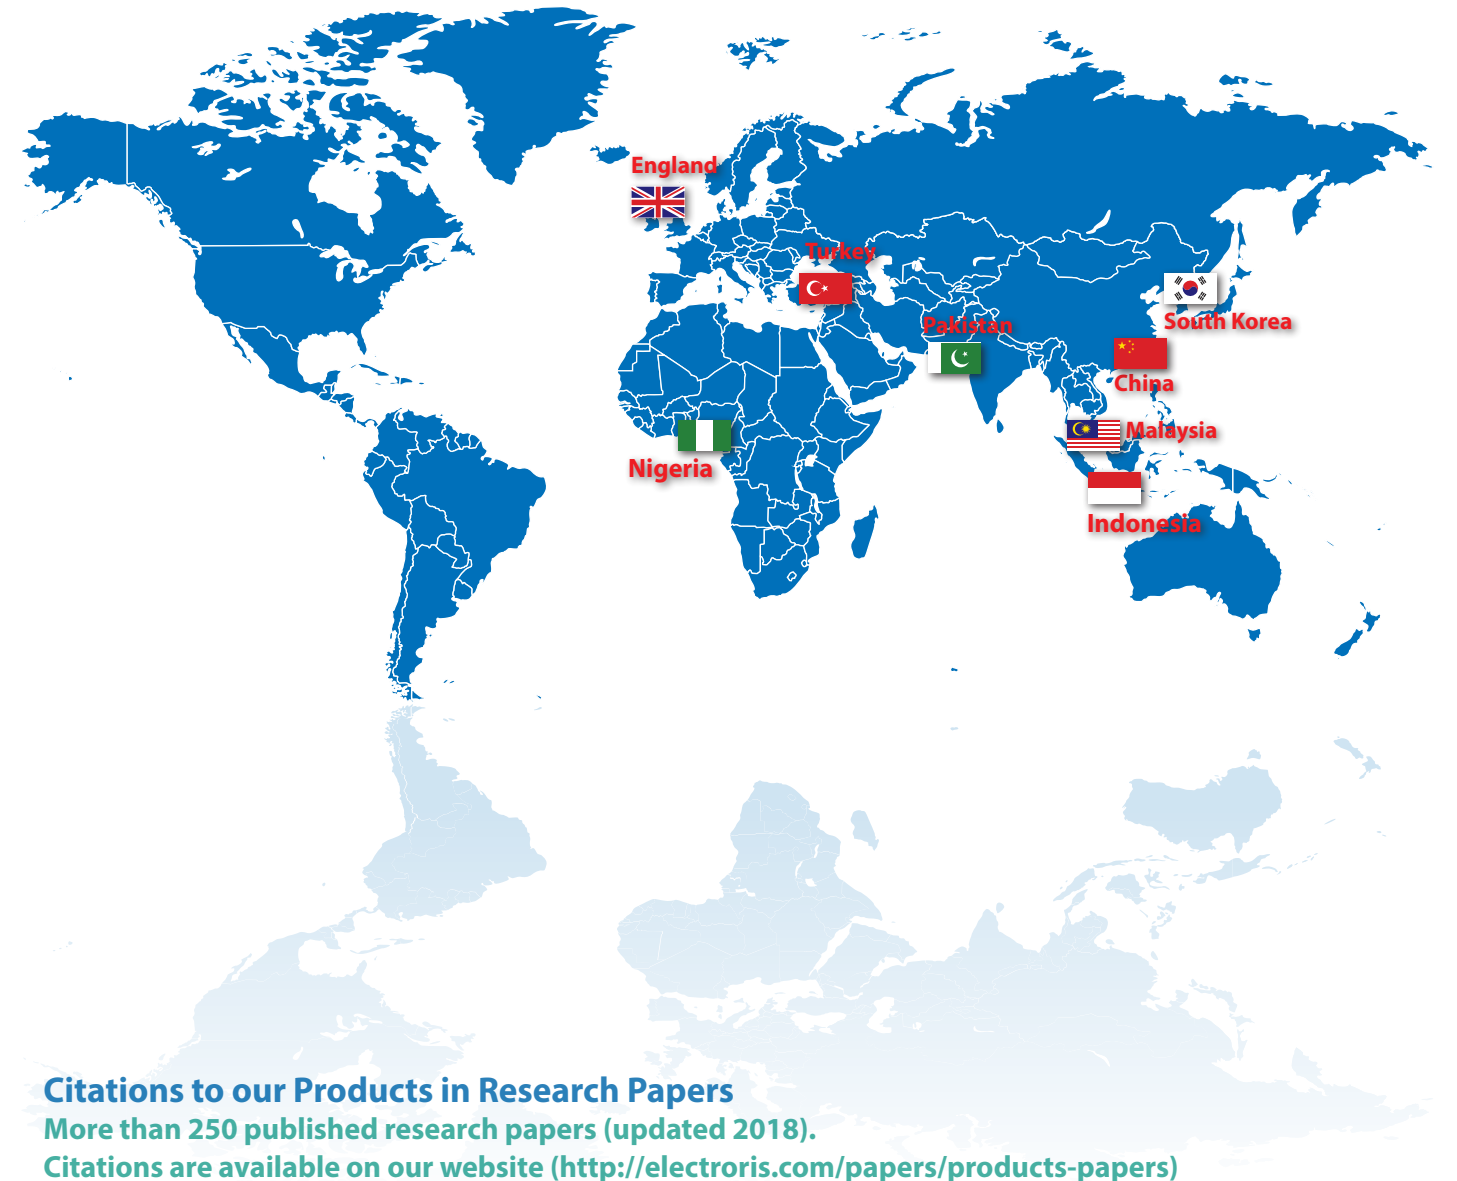 England
Turkey
South Korea
Pakistan
China
Malaysia
Nigeria
Indonesia
Citations to our Products in Research Papers
More than 250 published research papers (updated 2018).
Citations are available on our website (http://electroris.com/papers/products-papers)